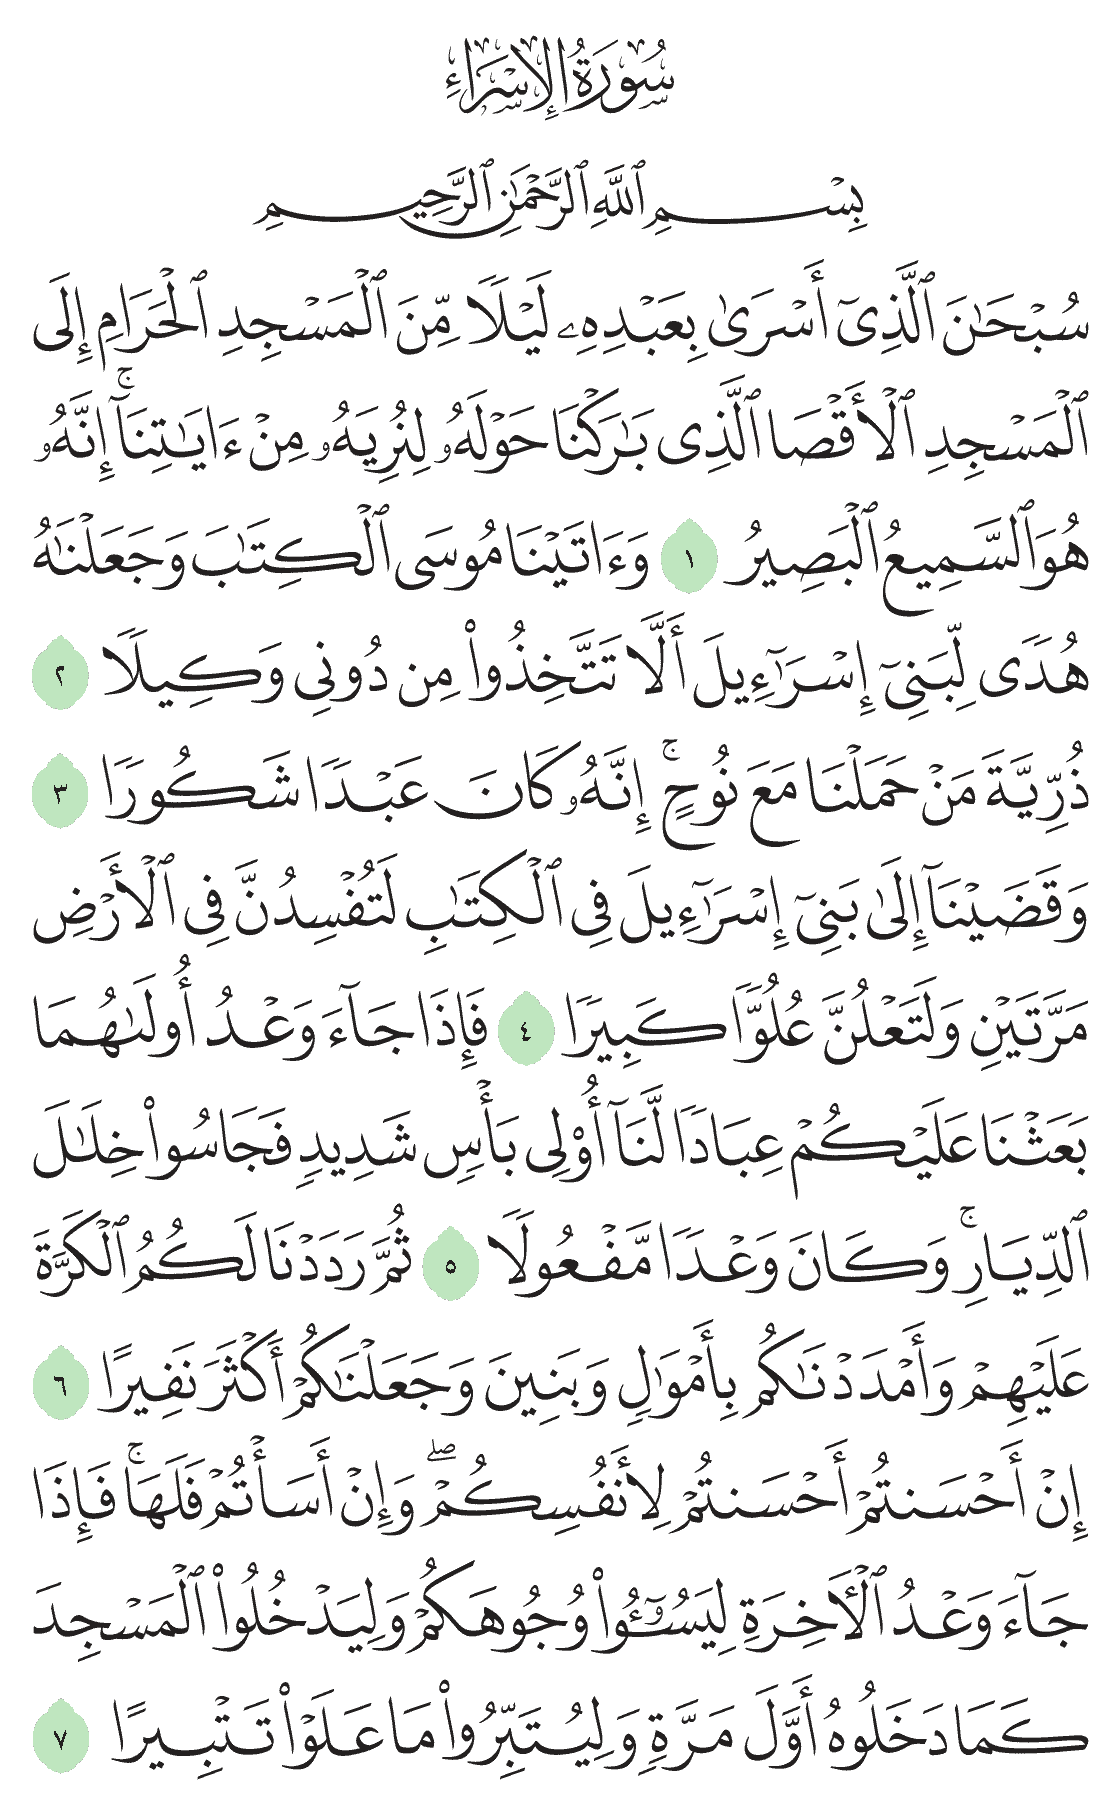 سُورَةُ الإِسْرَاءِ
بِسْمِ ٱللَّهِ ٱلرَّحْمَٰنِ ٱلرَّحِيمِ
سُبْحَٰنَ ٱلَّذِىٓ أَسْرَىٰ بِعَبْدِهِۦ لَيْلًا مِّنَ ٱلْمَسْجِدِ ٱلْحَرَامِ إِلَى
ٱلْمَسْجِدِ ٱلْأَقْصَا ٱلَّذِى بَٰرَكْنَا حَوْلَهُۥ لِنُرِيَهُۥ مِنْ ءَايَٰتِنَآ ۚ إِنَّهُۥ
هُوَ ٱلسَّمِيعُ ٱلْبَصِيرُ ١ وَءَاتَيْنَا مُوسَى ٱلْكِتَٰبَ وَجَعَلْنَٰهُ
هُدًى لِّبَنِىٓ إِسْرَٰٓءِيلَ أَلَّا تَتَّخِذُوا۟ مِن دُونِى وَكِيلًا ٢
ذُرِّيَّةَ مَنْ حَمَلْنَا مَعَ نُوحٍ ۚ إِنَّهُۥ كَانَ عَبْدًا شَكُورًا ٣
وَقَضَيْنَآ إِلَىٰ بَنِىٓ إِسْرَٰٓءِيلَ فِى ٱلْكِتَٰبِ لَتُفْسِدُنَّ فِى ٱلْأَرْضِ
مَرَّتَيْنِ وَلَتَعْلُنَّ عُلُوًّا كَبِيرًا ٤ فَإِذَا جَآءَ وَعْدُ أُولَىٰهُمَا
بَعَثْنَا عَلَيْكُمْ عِبَادًا لَّنَآ أُو۟لِى بَأْسٍ شَدِيدٍ فَجَاسُوا۟ خِلَٰلَ
ٱلدِّيَارِ ۚ وَكَانَ وَعْدًا مَّفْعُولًا ٥ ثُمَّ رَدَدْنَا لَكُمُ ٱلْكَرَّةَ
عَلَيْهِمْ وَأَمْدَدْنَٰكُم بِأَمْوَٰلٍ وَبَنِينَ وَجَعَلْنَٰكُمْ أَكْثَرَ نَفِيرًا ٦
إِنْ أَحْسَنتُمْ أَحْسَنتُمْ لِأَنفُسِكُمْ ۖ وَإِنْ أَسَأْتُمْ فَلَهَا ۚ فَإِذَا
جَآءَ وَعْدُ ٱلْـَٔاخِرَةِ لِيَسُـۥٓـُٔوا۟ وُجُوهَكُمْ وَلِيَدْخُلُوا۟ ٱلْمَسْجِدَ
كَمَا دَخَلُوهُ أَوَّلَ مَرَّةٍ وَلِيُتَبِّرُوا۟ مَا عَلَوْا۟ تَتْبِيرًا ٧